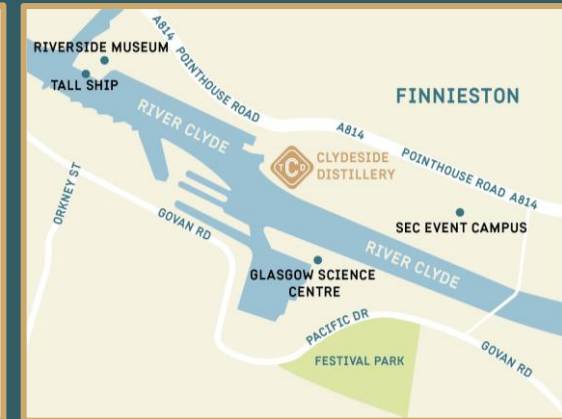 A814
POINTHOUSE ROAD
RIVERSIDE MUSEUM
TALL SHIP
RIVER CLYDE
FINNIESTON
A814
POINTHOUSE ROAD A814
TCD
CLYDESIDE
DISTILLERY
ORKNEY ST
GOVAN RD
SEC EVENT CAMPUS
RIVER CLYDE
GLASGOW SCIENCE
CENTRE
PACIFIC DR
FESTIVAL PARK
GOVAN RD